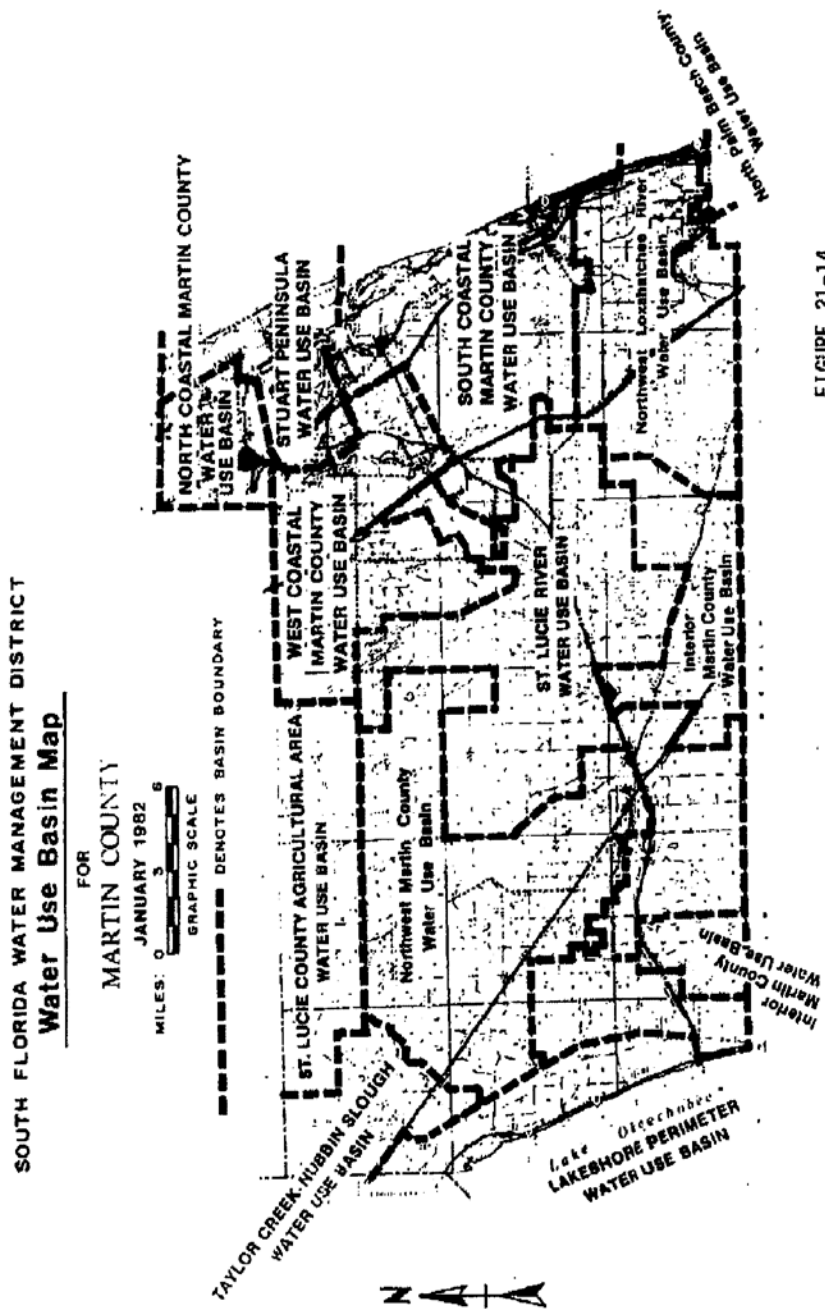 SOUTH FLORIDA WATER MANAGEMENT DISTRICT
Water Use Basin Map
FOR
MARTIN COUNTY
JANUARY 1982
MILES: 0 3 6
GRAPHIC SCALE
DENOTES BASIN BOUNDARY
NORTH COASTAL MARTIN COUNTY
WATER
USE BASIN
STUART PENINSULA
WATER USE BASIN
WEST COASTAL
MARTIN COUNTY
WATER USE BASIN
ST. LUCIE COUNTY AGRICULTURAL AREA
WATER USE BASIN
SOUTH COASTAL
MARTIN COUNTY
WATER USE BASIN
Northwest Martin County
Water Use Basin
TAYLOR CREEK-NUBBIN SLOUGH
WATER USE BASIN
ST. LUCIE RIVER
WATER USE BASIN
Northwest Loxahatchee River
Water Use Basin
Interior
Martin County
Water Use Basin
Lake Okeechobee
LAKESHORE PERIMETER
WATER USE BASIN
Interior
Martin County
Water Use Basin
North Palm Beach County
Water Use Basin
N
FIGURE 21-14